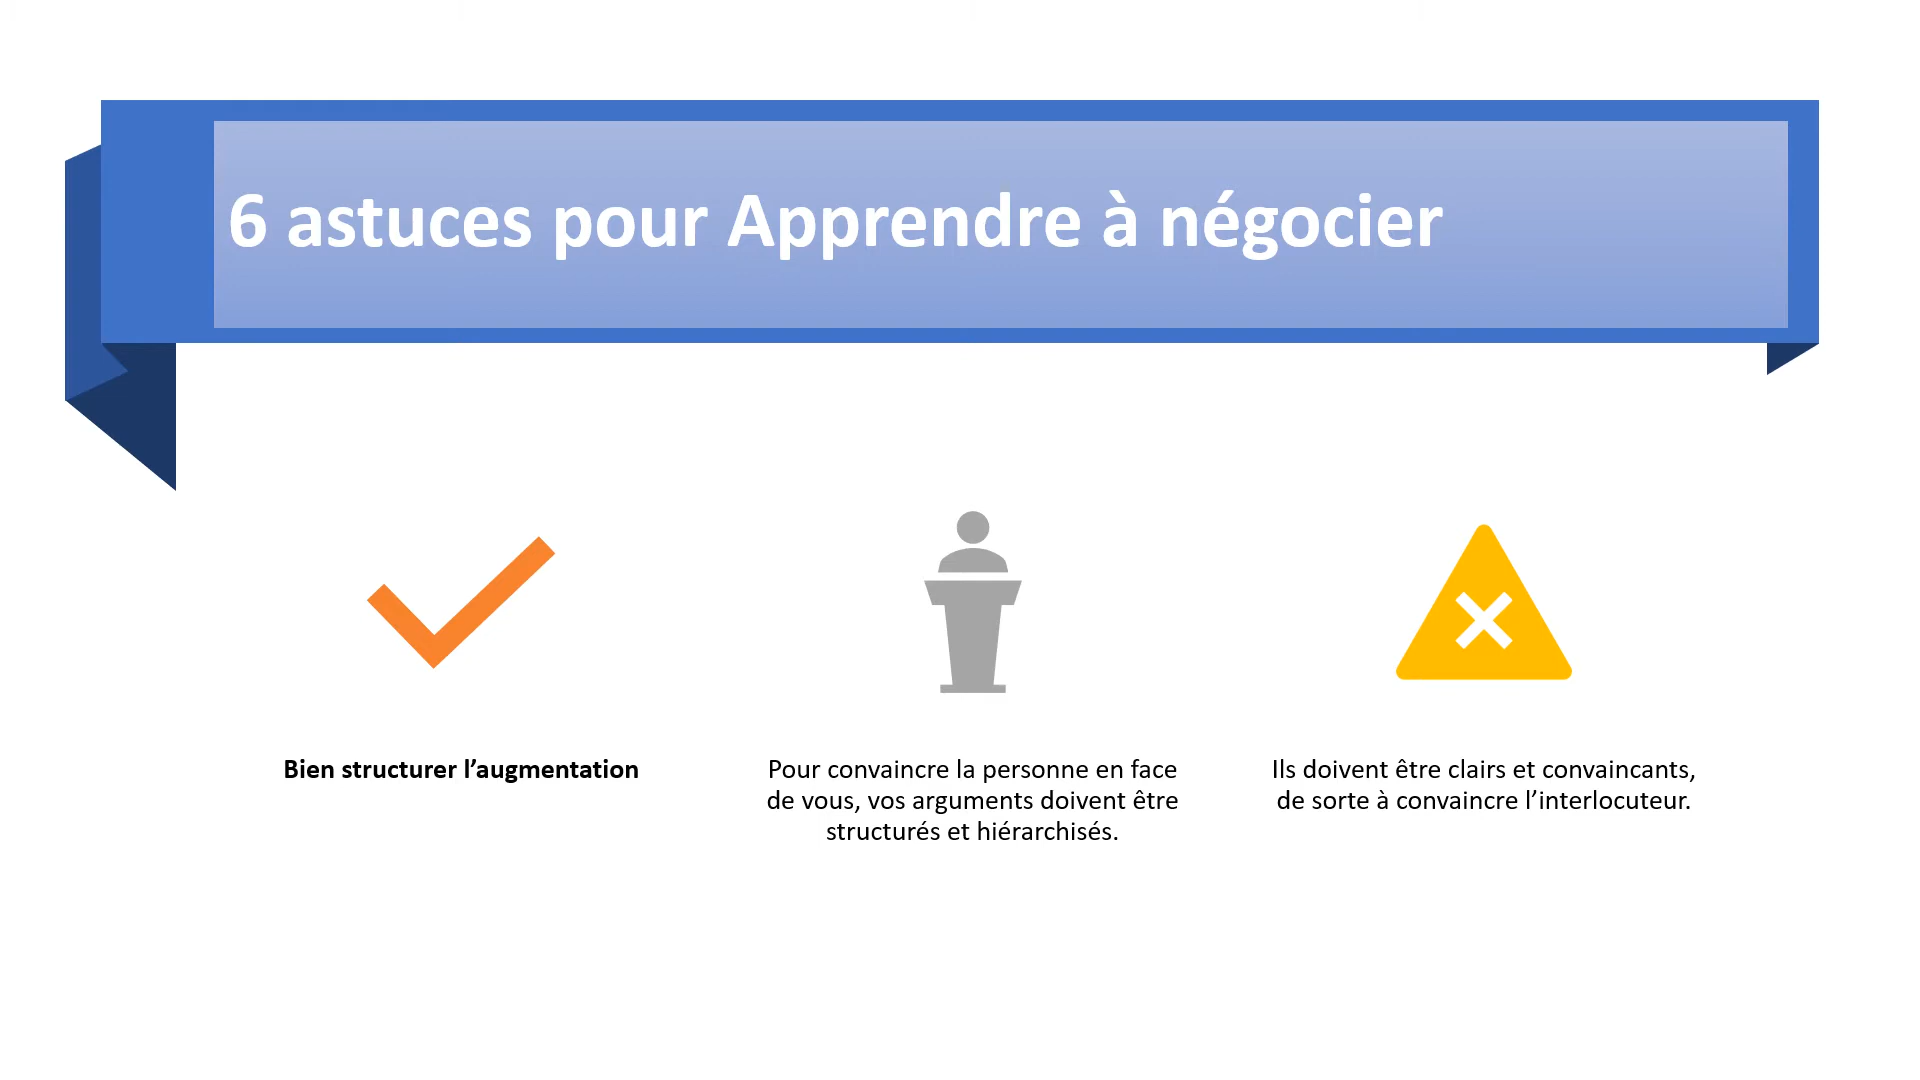 6 astuces pour Apprendre à négocier
Bien structurer l’augmentation
Pour convaincre la personne en face
de vous, vos arguments doivent être
structurés et hiérarchisés.
Ils doivent être clairs et convaincants,
de sorte à convaincre l’interlocuteur.